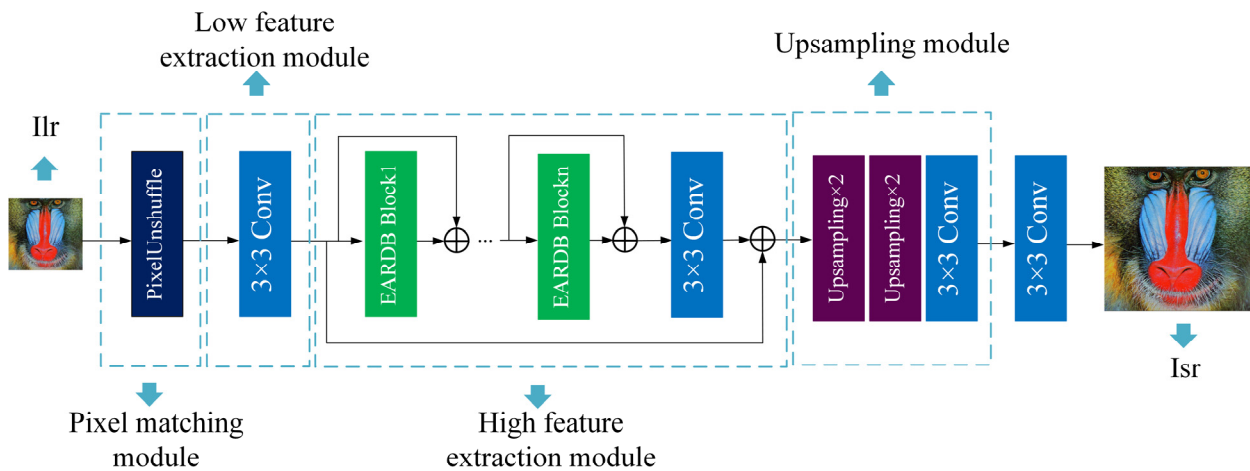 Low feature
extraction module
Upsampling module
Ilr
PixelUnshuffle
3×3 Conv
EARDB Block1
...
EARDB Blockn
3×3 Conv
Upsampling×2
Upsampling×2
3×3 Conv
3×3 Conv
Isr
Pixel matching
module
High feature
extraction module